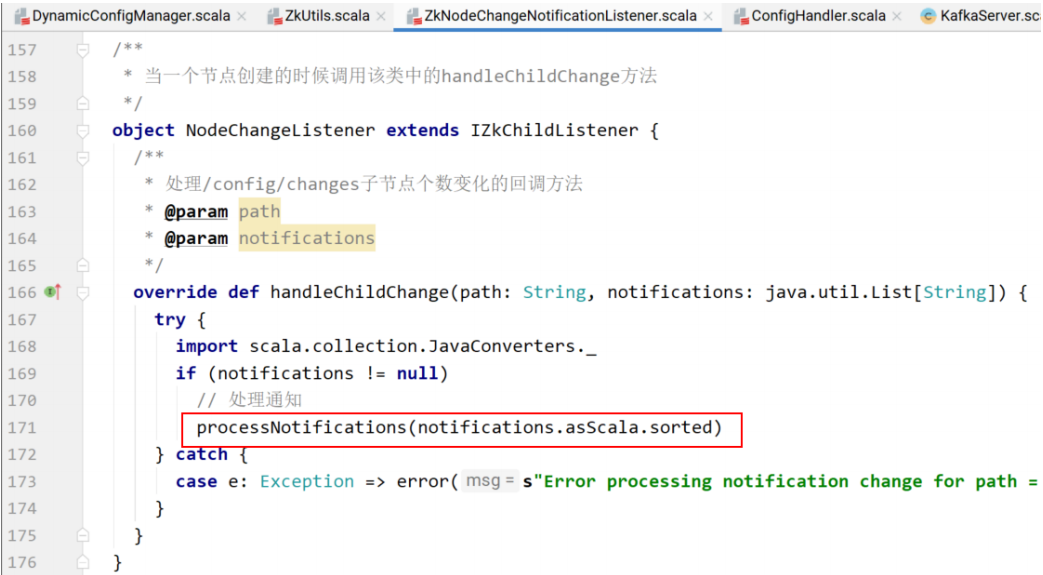 DynamicConfigManager.scala × ZkUtils.scala × ZkNodeChangeNotificationListener.scala × ConfigHandler.scala × KafkaServer.sc
157 /**
158 * 当一个节点创建的时候调用该类中的handleChildChange方法
159 */
160 object NodeChangeListener extends IZkChildListener {
161 /**
162 * 处理/config/changes子节点个数变化的回调方法
163 * @param path
164 * @param notifications
165 */
166 override def handleChildChange(path: String, notifications: java.util.List[String]) {
167 try {
168 import scala.collection.JavaConverters._
169 if (notifications != null)
170 // 处理通知
171 processNotifications(notifications.asScala.sorted)
172 } catch {
173 case e: Exception => error( msg = s"Error processing notification change for path =
174 }
175 }
176 }